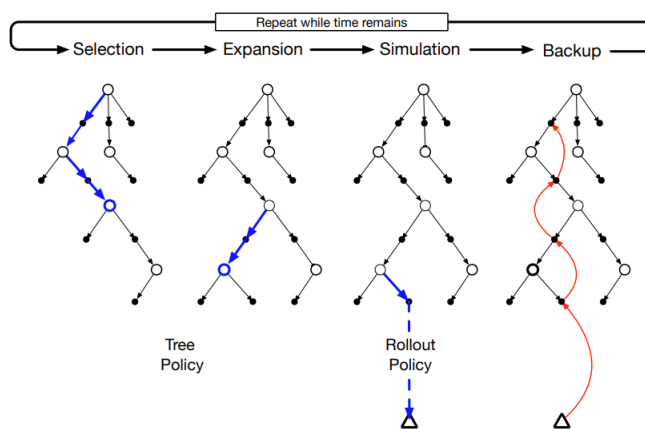 Repeat while time remains
Selection
Expansion
Simulation
Backup
Tree
Policy
Rollout
Policy